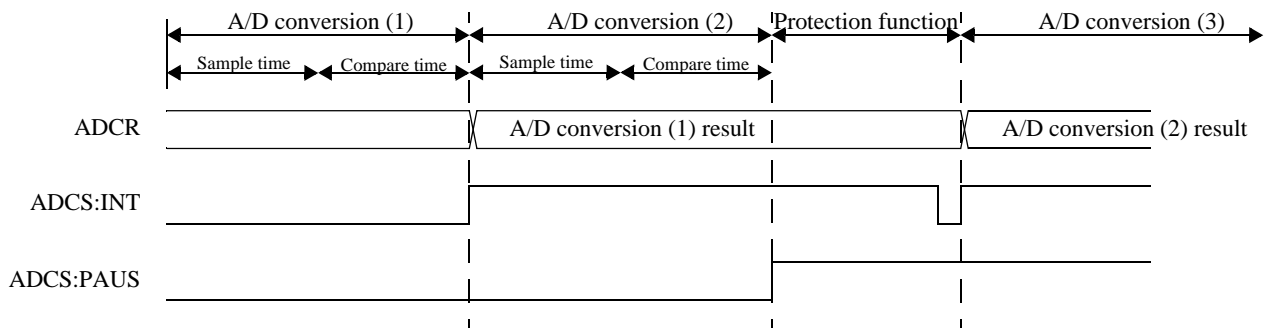 A/D conversion (1) A/D conversion (2) Protection function A/D conversion (3)
Sample time Compare time Sample time Compare time
ADCR A/D conversion (1) result A/D conversion (2) result
ADCS:INT
ADCS:PAUS